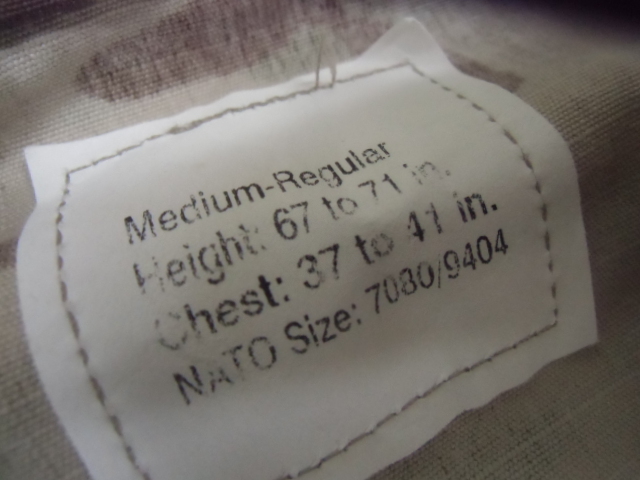 Medium-Regular
Height: 67 to 71 in.
Chest: 37 to 41 in.
NATO Size: 7080/9404